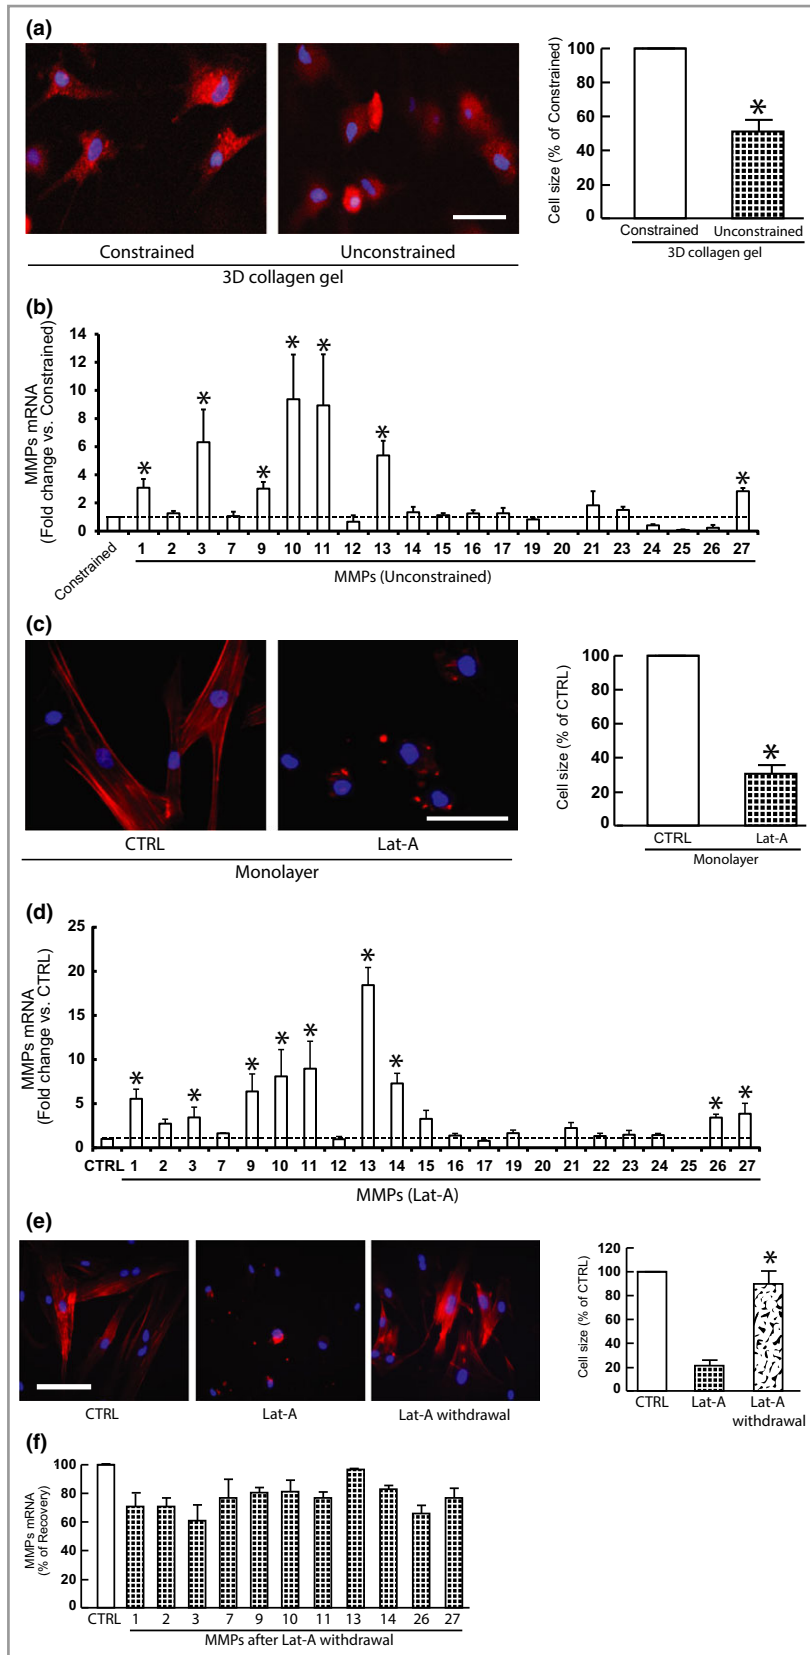 (a)
Constrained Unconstrained
3D collagen gel
Cell size (% of Constrained)
100
80
60
40
20
0
*
Constrained Unconstrained
3D collagen gel
(b)
MMPs mRNA
(Fold change vs. Constrained)
14
12
10
8
6
4
2
0
* * * * * * *
Constrained 1 2 3 7 9 10 11 12 13 14 15 16 17 19 20 21 23 24 25 26 27
MMPs (Unconstrained)
(c)
CTRL Lat-A
Monolayer
Cell size (% of CTRL)
100
80
60
40
20
0
*
CTRL Lat-A
Monolayer
(d)
MMPs mRNA
(Fold change vs. CTRL)
25
20
15
10
5
0
* * * * * * * * *
CTRL 1 2 3 7 9 10 11 12 13 14 15 16 17 19 20 21 22 23 24 25 26 27
MMPs (Lat-A)
(e)
CTRL Lat-A Lat-A withdrawal
Cell size (% of CTRL)
120
100
80
60
40
20
0
*
CTRL Lat-A Lat-A
withdrawal
(f)
MMPs mRNA
(% of Recovery)
100
80
60
40
20
0
CTRL 1 2 3 7 9 10 11 13 14 26 27
MMPs after Lat-A withdrawal